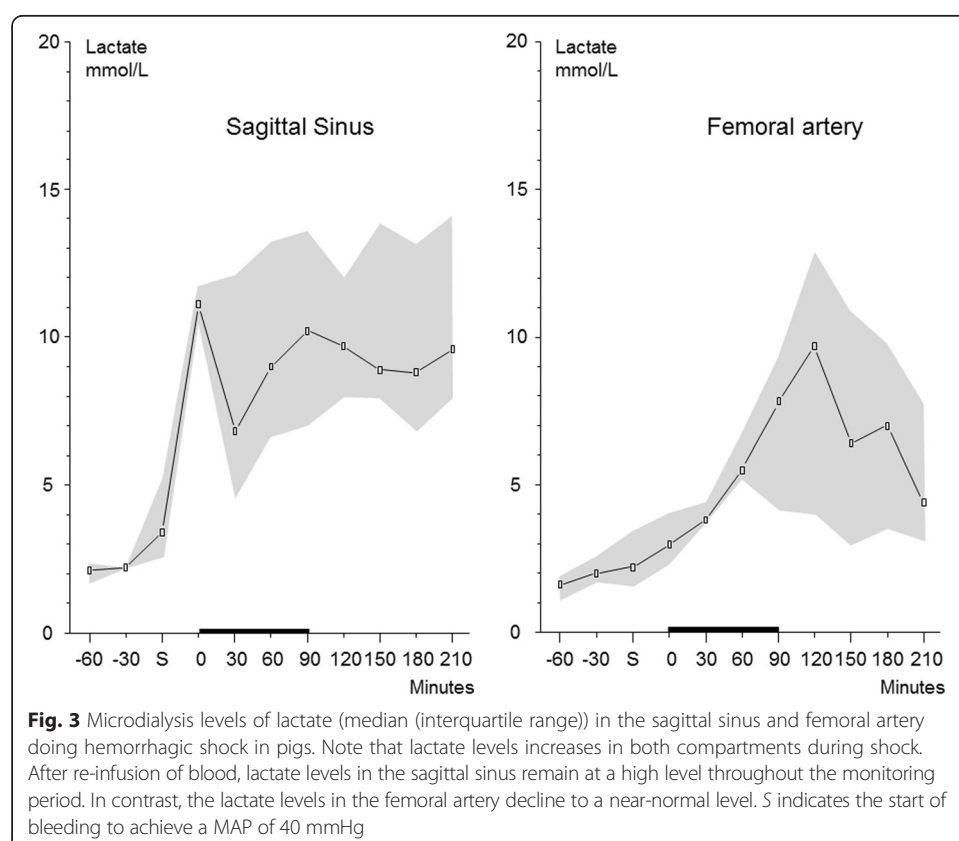 20
Lactate
mmol/L
Sagittal Sinus
15
10
5
0
-60 -30 S 0 30 60 90 120 150 180 210
Minutes
20
Lactate
mmol/L
Femoral artery
15
10
5
0
-60 -30 S 0 30 60 90 120 150 180 210
Minutes
Fig. 3 Microdialysis levels of lactate (median (interquartile range)) in the sagittal sinus and femoral artery
doing hemorrhagic shock in pigs. Note that lactate levels increases in both compartments during shock.
After re-infusion of blood, lactate levels in the sagittal sinus remain at a high level throughout the monitoring
period. In contrast, the lactate levels in the femoral artery decline to a near-normal level. S indicates the start of
bleeding to achieve a MAP of 40 mmHg